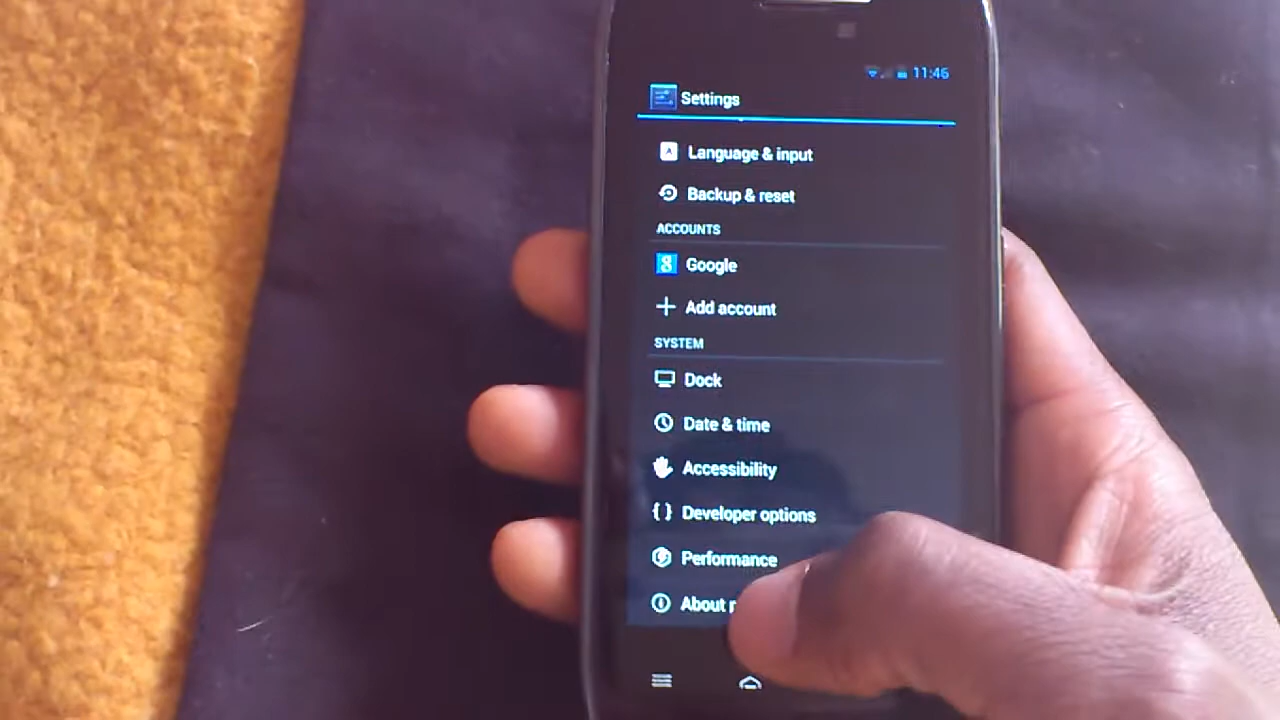 11:46
Settings
Language & input
Backup & reset
ACCOUNTS
Google
Add account
SYSTEM
Dock
Date & time
Accessibility
Developer options
Performance
About